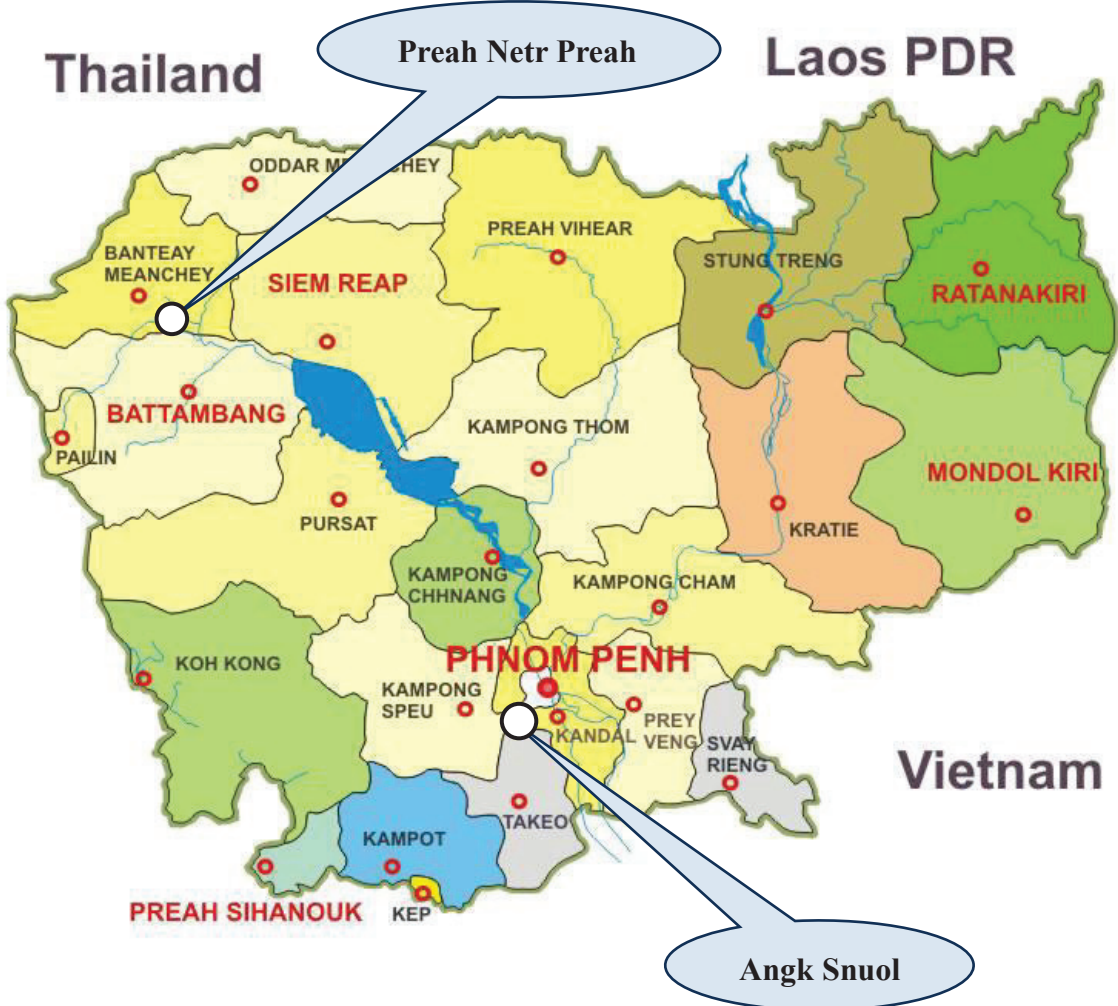 Preah Netr Preah
Thailand
Laos PDR
ODDAR M CHEY
PREAH VIHEAR
BANTEAY
MEANCHEY
STUNG TRENG
SIEM REAP
RATANAKIRI
BATTAMBANG
KAMPONG THOM
PAILIN
MONDOL KIRI
PURSAT
KRATIE
KAMPONG
CHHNANG
KAMPONG CHAM
PHNOM PENH
KOH KONG
KAMPONG
SPEU
KANDAL
PREY
VENG
SVAY
RIENG
Vietnam
TAKEO
KAMPOT
PREAH SIHANOUK
KEP
Angk Snuol